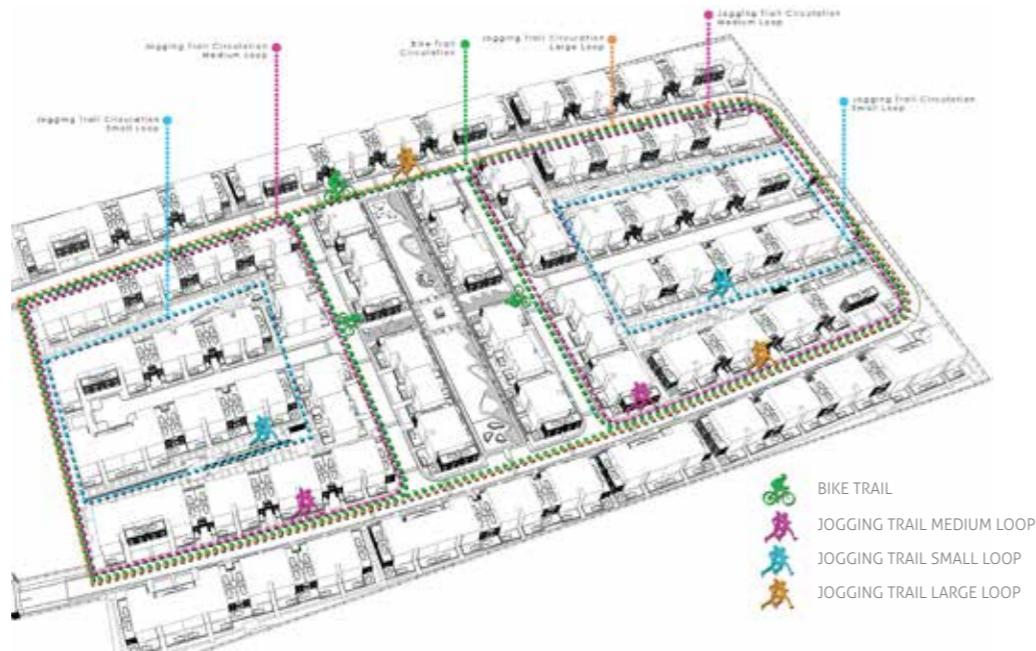 Jogging Trail Circulation
Medium Loop
Jogging Trail Circulation
Small Loop
Bike Trail
Circulation
Jogging Trail Circulation
Large Loop
Jogging Trail Circulation
Medium Loop
Jogging Trail Circulation
Small Loop
BIKE TRAIL
JOGGING TRAIL MEDIUM LOOP
JOGGING TRAIL SMALL LOOP
JOGGING TRAIL LARGE LOOP